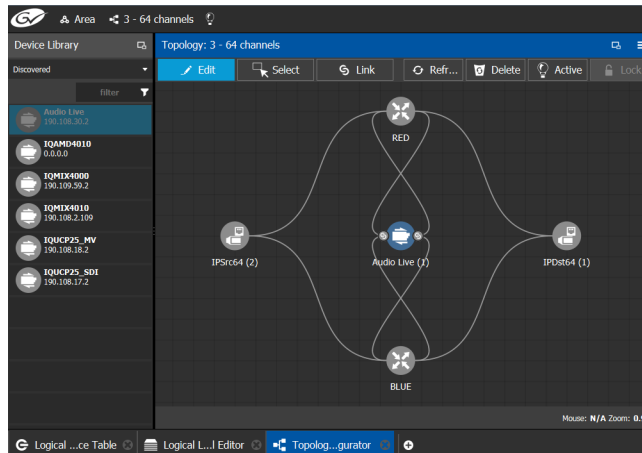 GV Area 3 - 64 channels
Device Library
Topology: 3 - 64 channels
Discovered
Edit Select Link Refr... Delete Active Lock
filter
Audio Live
190.108.30.2
IQAMD4010
0.0.0.0
IQMIX4000
190.109.59.2
IQMIX4010
190.108.2.109
IQUCP25_MV
190.108.18.2
IQUCP25_SDI
190.108.17.2
RED
IPSrc64 (2)
Audio Live (1)
IPDst64 (1)
BLUE
Mouse: N/A Zoom:
Logical ...ce Table Logical L...l Editor Topolog...gurator